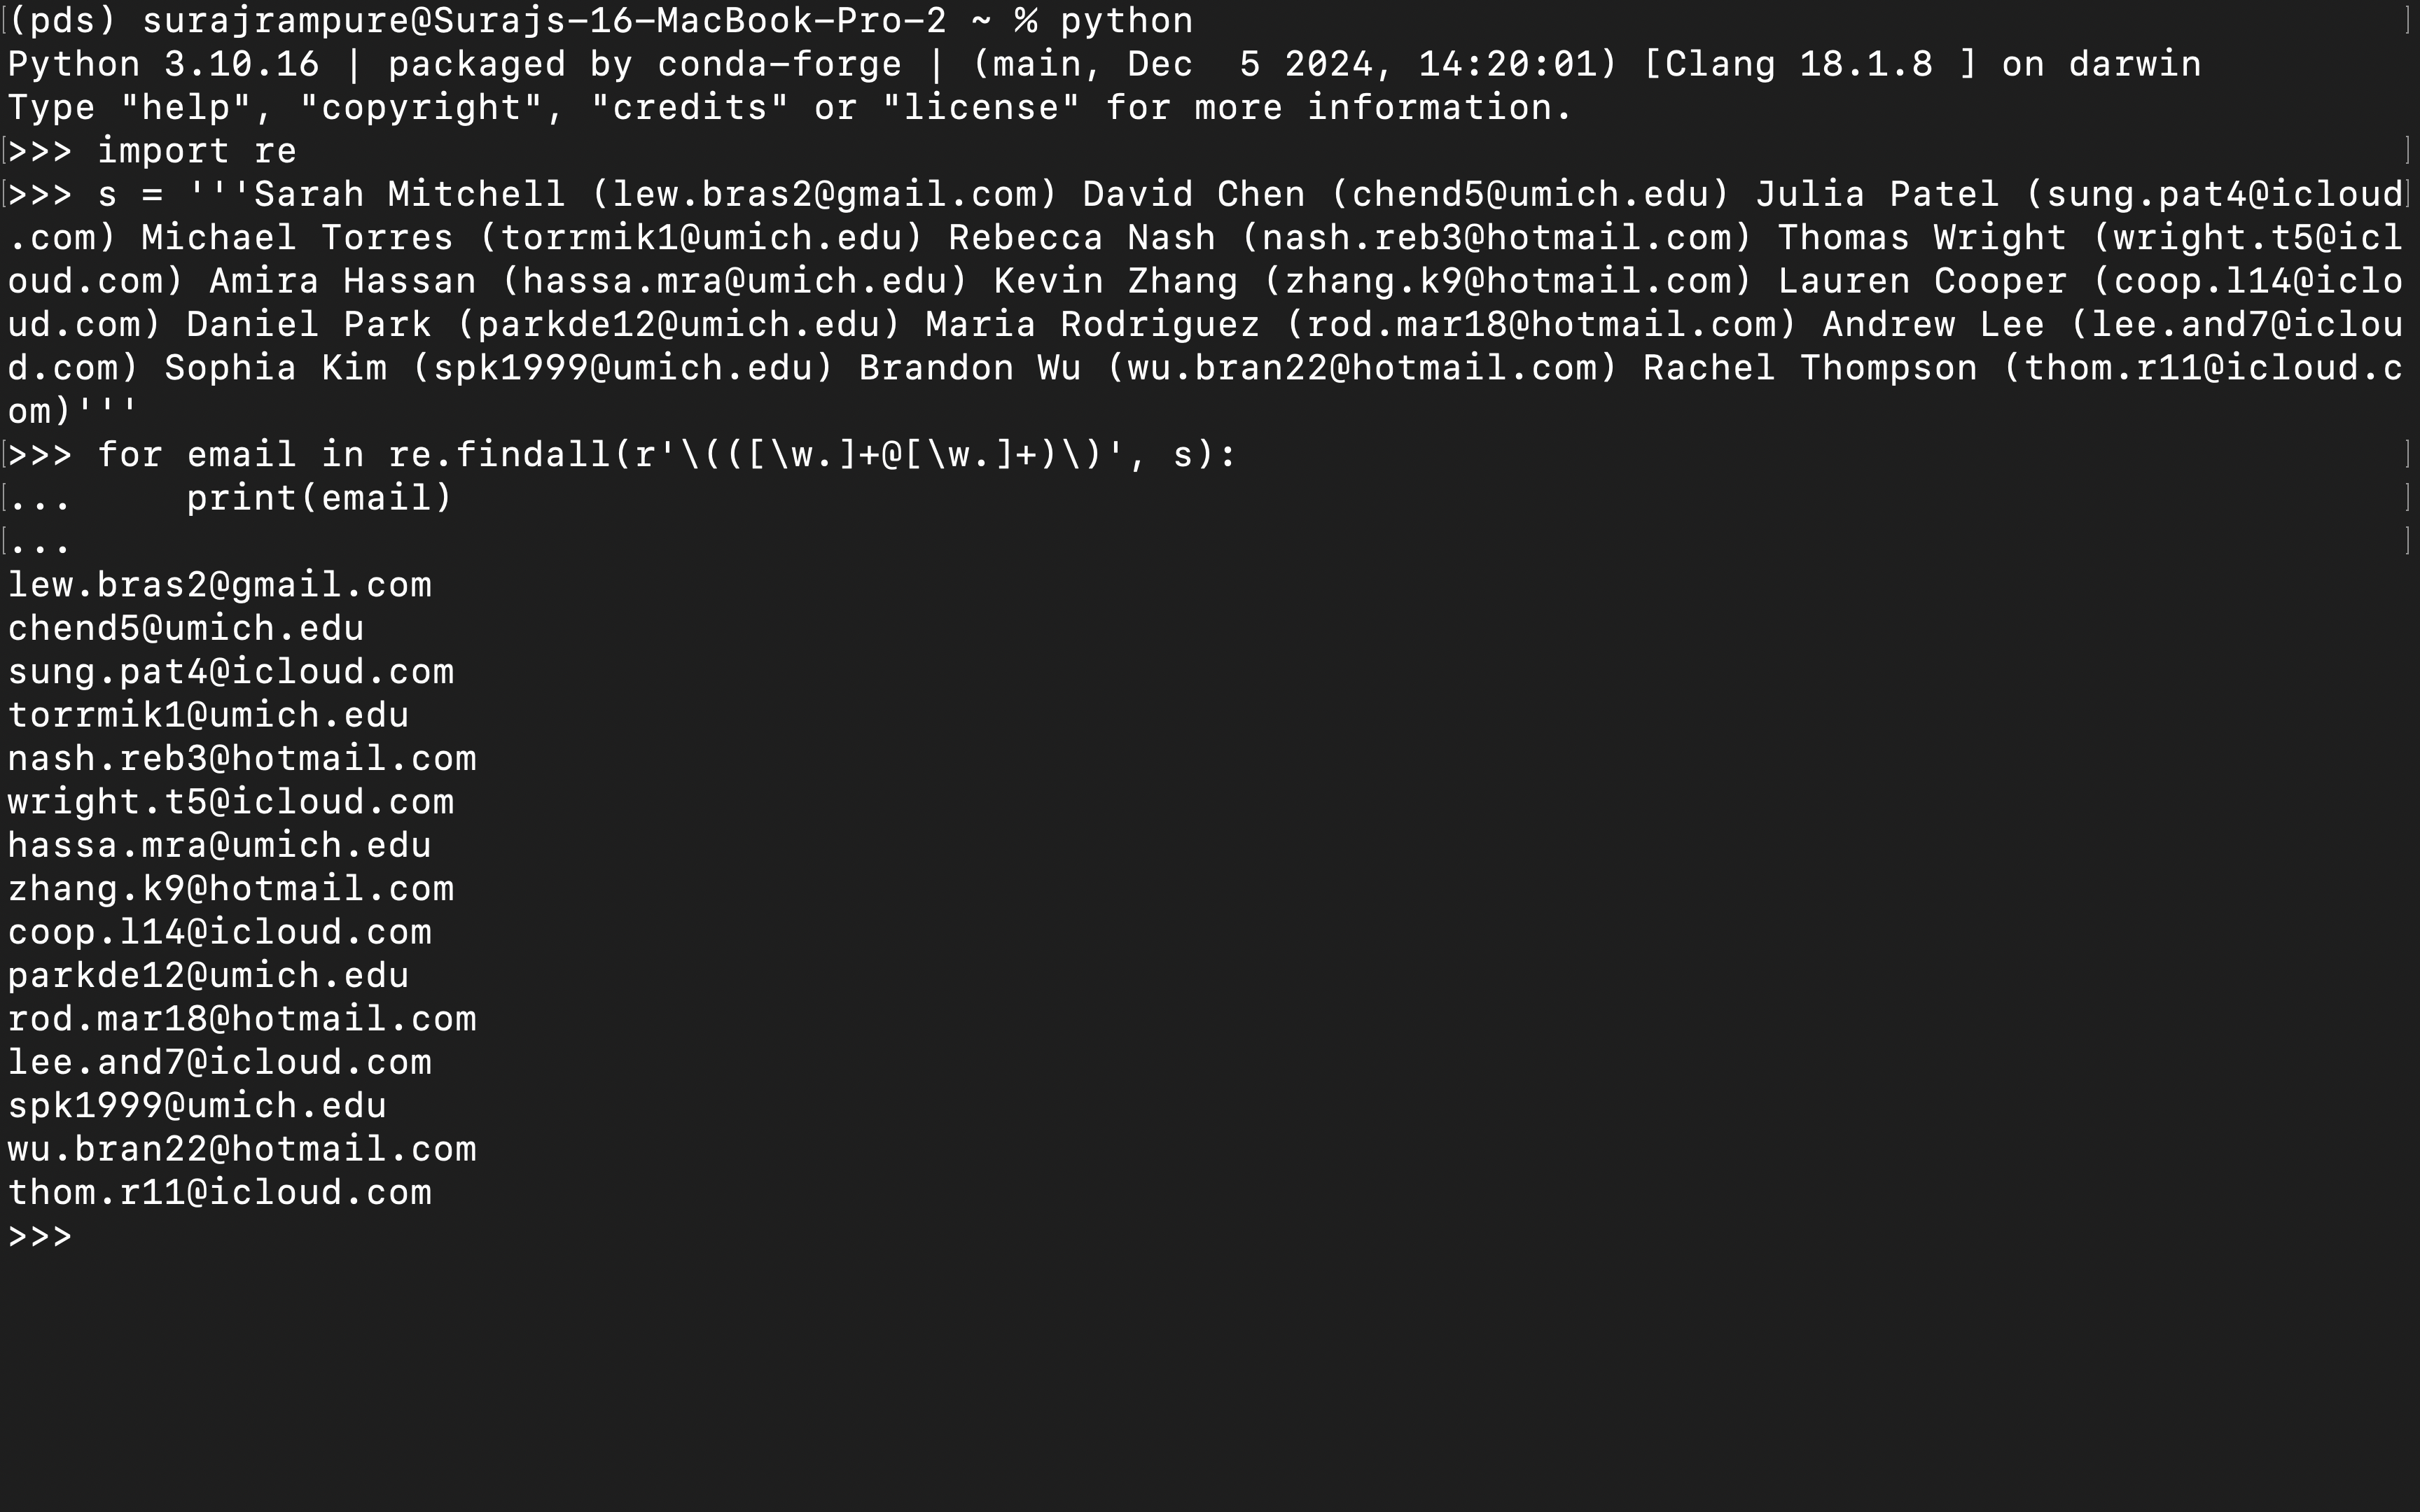 (pds) surajrampure@Surajs-16-MacBook-Pro-2 ~ % python
Python 3.10.16 | packaged by conda-forge | (main, Dec  5 2024, 14:20:01) [Clang 18.1.8 ] on darwin
Type "help", "copyright", "credits" or "license" for more information.
>>> import re
>>> s = '''Sarah Mitchell (lew.bras2@gmail.com) David Chen (chend5@umich.edu) Julia Patel (sung.pat4@icloud
.com) Michael Torres (torrmik1@umich.edu) Rebecca Nash (nash.reb3@hotmail.com) Thomas Wright (wright.t5@icl
oud.com) Amira Hassan (hassa.mra@umich.edu) Kevin Zhang (zhang.k9@hotmail.com) Lauren Cooper (coop.l14@iclo
ud.com) Daniel Park (parkde12@umich.edu) Maria Rodriguez (rod.mar18@hotmail.com) Andrew Lee (lee.and7@iclou
d.com) Sophia Kim (spk1999@umich.edu) Brandon Wu (wu.bran22@hotmail.com) Rachel Thompson (thom.r11@icloud.c
om)'''
>>> for email in re.findall(r'\(([\w.]+@[\w.]+)\)', s):
...     print(email)
...
lew.bras2@gmail.com
chend5@umich.edu
sung.pat4@icloud.com
torrmik1@umich.edu
nash.reb3@hotmail.com
wright.t5@icloud.com
hassa.mra@umich.edu
zhang.k9@hotmail.com
coop.l14@icloud.com
parkde12@umich.edu
rod.mar18@hotmail.com
lee.and7@icloud.com
spk1999@umich.edu
wu.bran22@hotmail.com
thom.r11@icloud.com
>>>